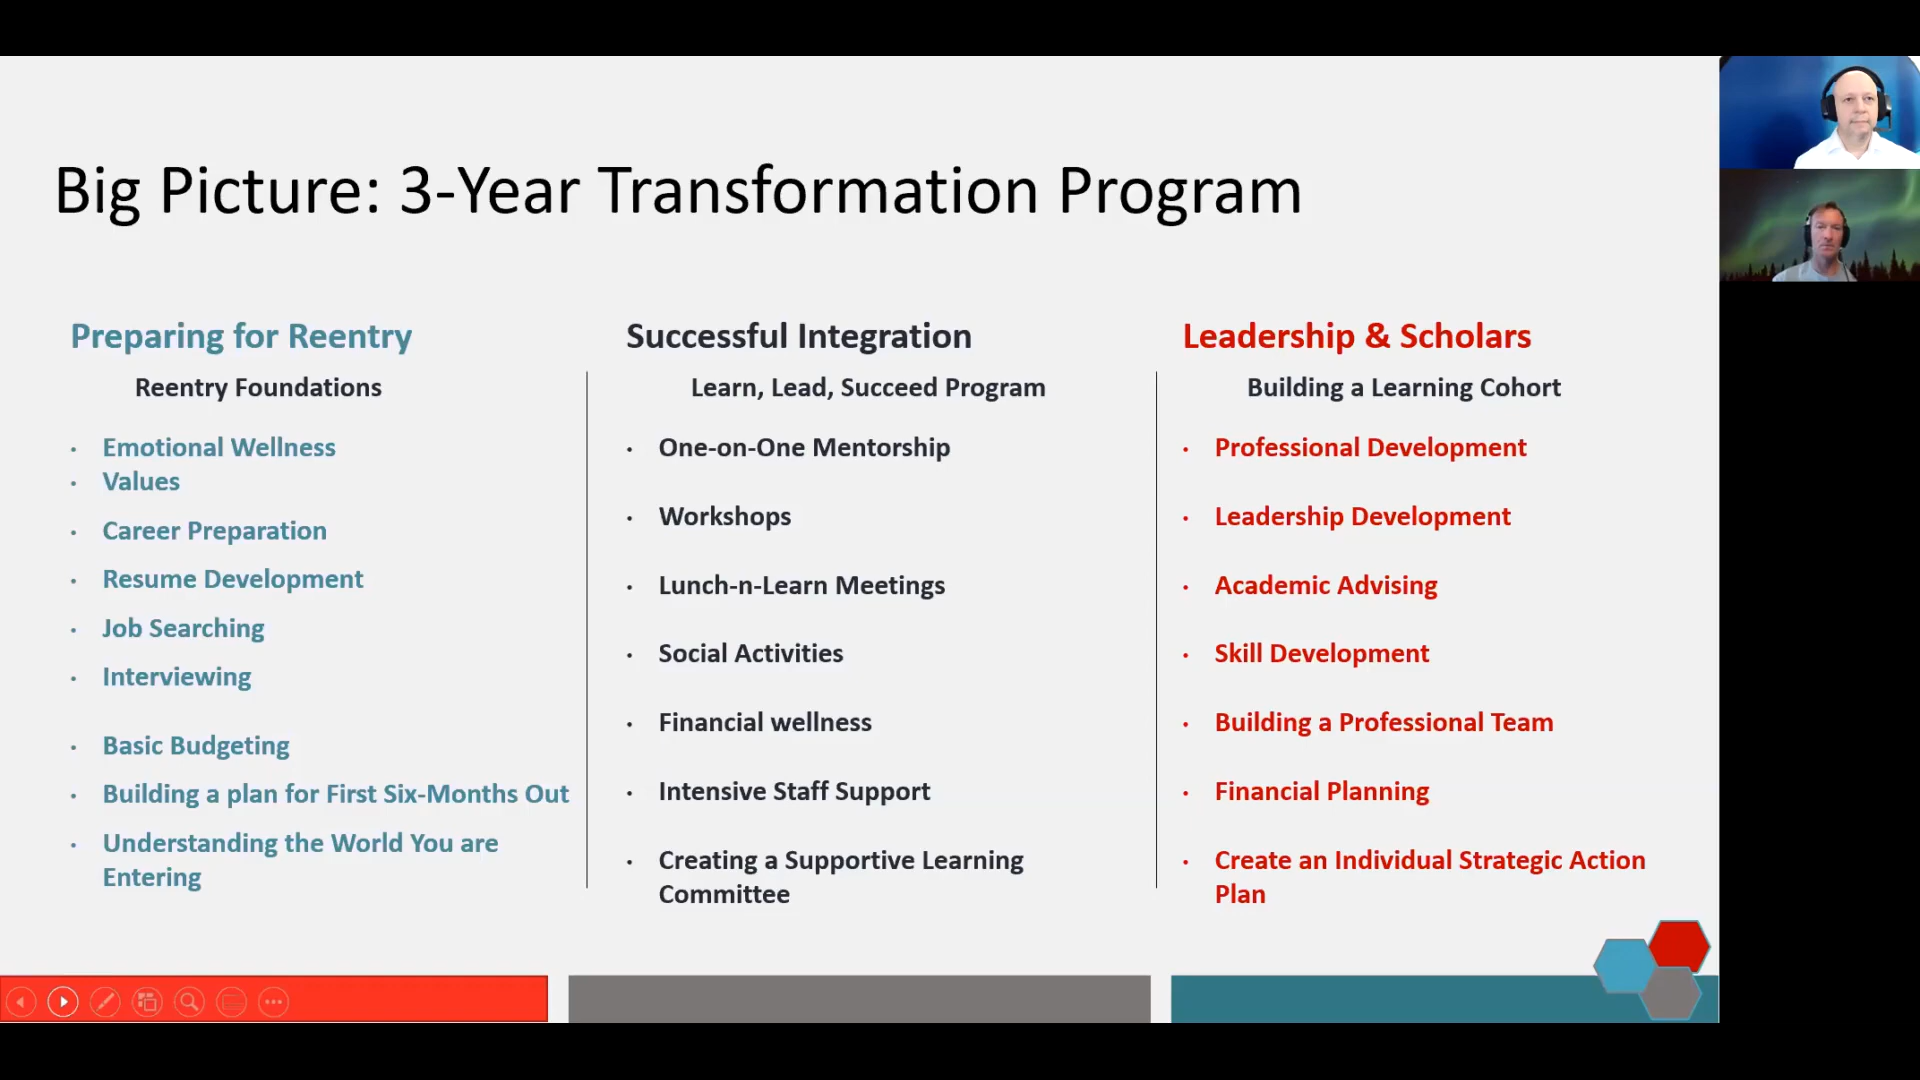 Big Picture: 3-Year Transformation Program
Preparing for Reentry
Reentry Foundations
Emotional Wellness
Values
Career Preparation
Resume Development
Job Searching
Interviewing
Basic Budgeting
Building a plan for First Six-Months Out
Understanding the World You are
Entering
Successful Integration
Learn, Lead, Succeed Program
One-on-One Mentorship
Workshops
Lunch-n-Learn Meetings
Social Activities
Financial wellness
Intensive Staff Support
Creating a Supportive Learning
Committee
Leadership & Scholars
Building a Learning Cohort
Professional Development
Leadership Development
Academic Advising
Skill Development
Building a Professional Team
Financial Planning
Create an Individual Strategic Action
Plan